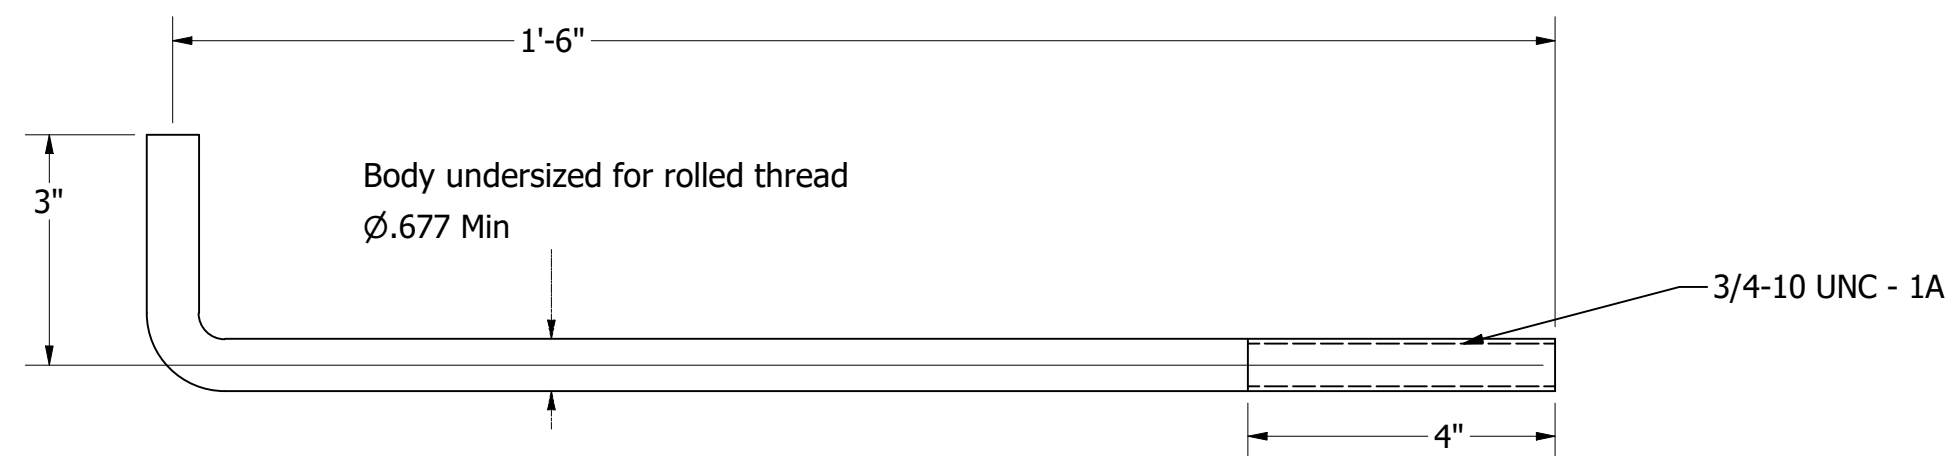 1'-6"
Body undersized for rolled thread
Ø.677 Min
3"
3/4-10 UNC - 1A
4"